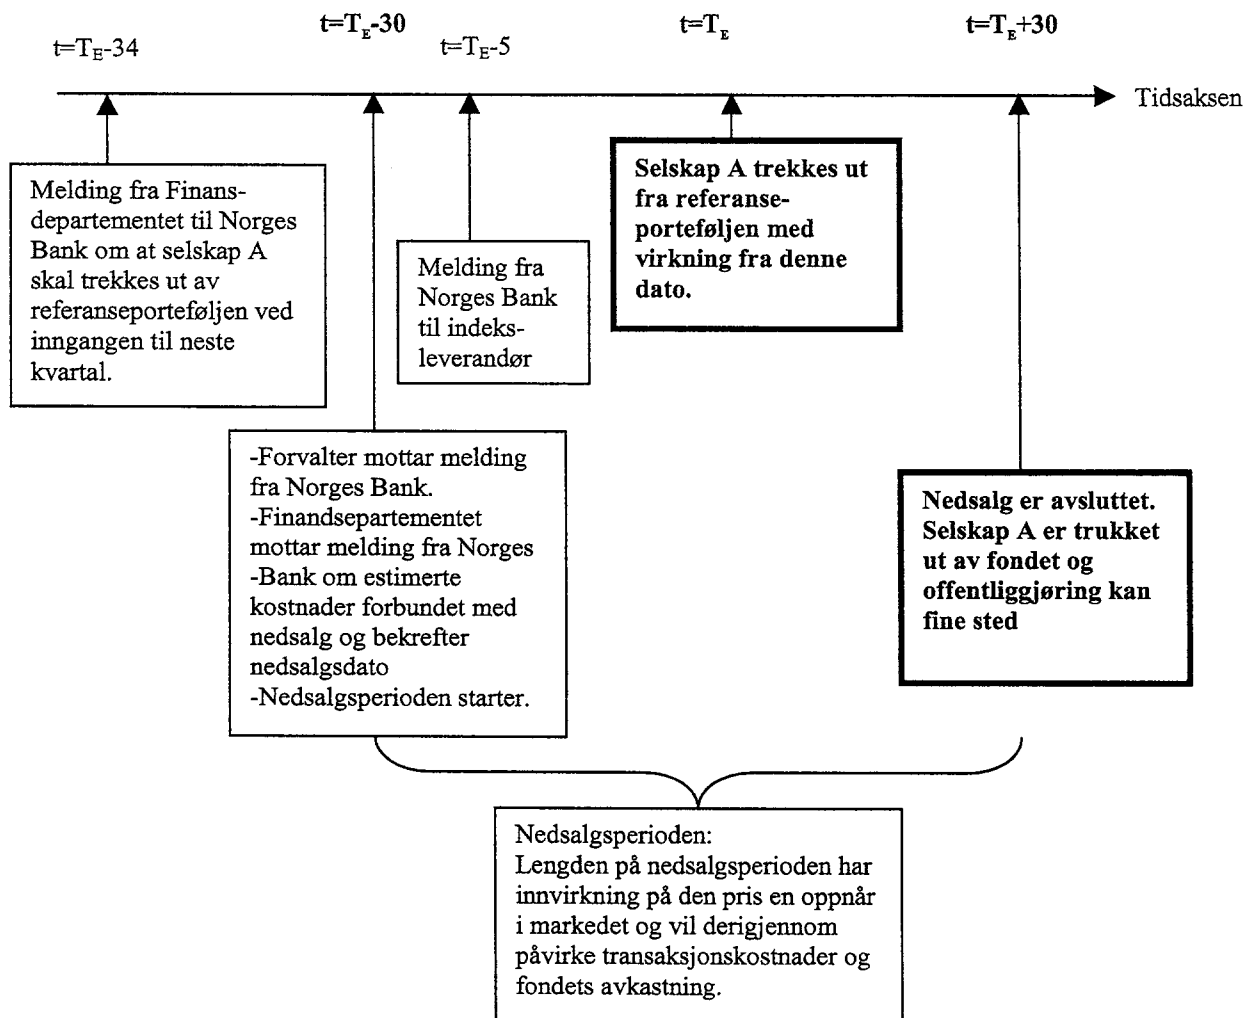 t=TE-34
t=TE-30
t=TE-5
t=TE
t=TE+30
Tidsaksen
Melding fra Finans-
departementet til Norges
Bank om at selskap A
skal trekkes ut av
referanseporteføljen ved
inngangen til neste
kvartal.
-Forvalter mottar melding
fra Norges Bank.
-Finandsepartementet
mottar melding fra Norges
-Bank om estimerte
kostnader forbundet med
nedsalg og bekrefter
nedsalgsdato
-Nedsalgsperioden starter.
Melding fra
Norges Bank
til indeks-
leverandør
Selskap A trekkes ut
fra referanse-
porteføljen med
virkning fra denne
dato.
Nedsalg er avsluttet.
Selskap A er trukket
ut av fondet og
offentliggjøring kan
fine sted
Nedsalgsperioden:
Lengden på nedsalgsperioden har
innvirkning på den pris en oppnår
i markedet og vil derigjennom
påvirke transaksjonskostnader og
fondets avkastning.